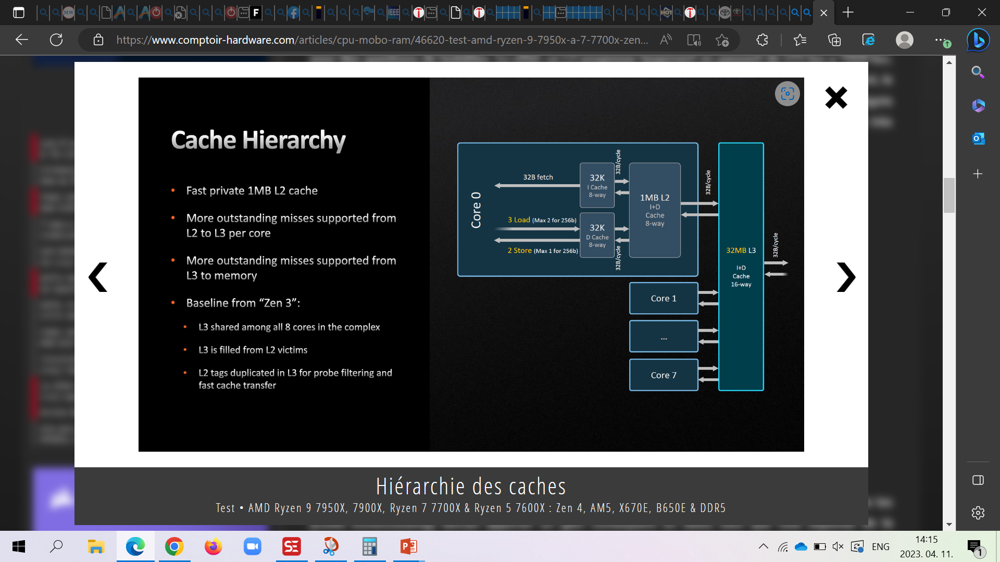 https://www.comptoir-hardware.com/articles/cpu-mobo-ram/46620-test-amd-ryzen-9-7950x-a-7-7700x-zen...
Cache Hierarchy
• Fast private 1MB L2 cache
• More outstanding misses supported from
L2 to L3 per core
• More outstanding misses supported from
L3 to memory
• Baseline from “Zen 3”:
• L3 shared among all 8 cores in the complex
• L3 is filled from L2 victims
• L2 tags duplicated in L3 for probe filtering and
fast cache transfer
Core 0
32B fetch
32K
I Cache
8-way
32B/cycle
3 Load (Max 2 for 256b)
2 Store (Max 1 for 256b)
32K
D Cache
8-way
32B/cycle
1MB L2
I+D
Cache
8-way
32B/cycle
32MB L3
I+D
Cache
16-way
32B/cycle
Core 1
...
Core 7
Hiérarchie des caches
Test • AMD Ryzen 9 7950X, 7900X, Ryzen 7 7700X & Ryzen 5 7600X : Zen 4, AM5, X670E, B650E & DDR5
ENG
14:15
2023. 04. 11.
1